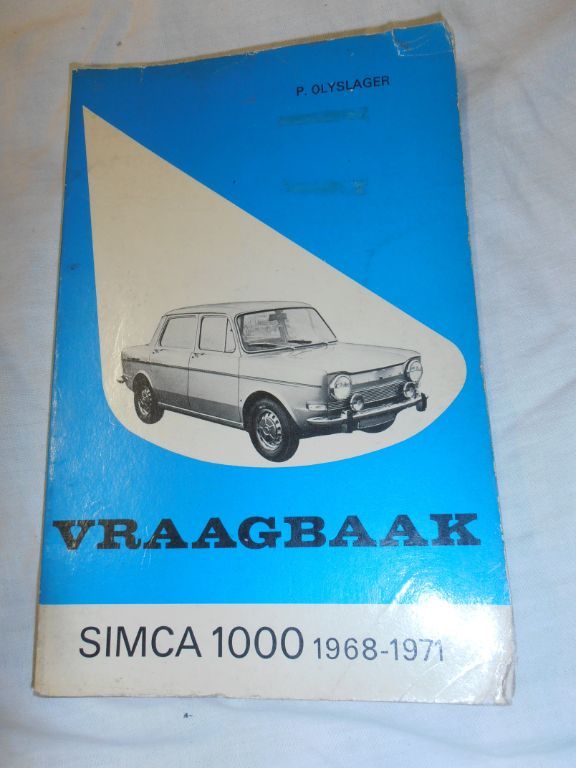 P. OLYSLAGER
VRAAGBAAK
SIMCA 1000 1968-1971